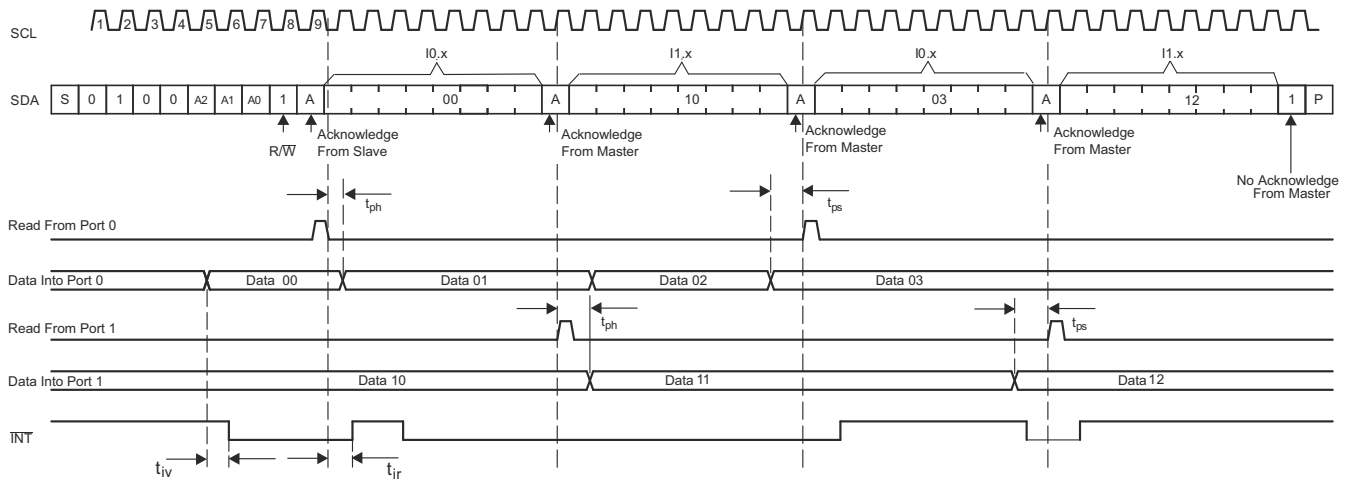 SCL 1 2 3 4 5 6 7 8 9
I0.x I1.x I0.x I1.x
SDA S 0 1 0 0 A2 A1 A0 1 A 00 A 10 A 03 A 12 1 P
R/W
Acknowledge
From Slave
Acknowledge
From Master
Acknowledge
From Master
Acknowledge
From Master
No Acknowledge
From Master
tph tps
Read From Port 0
Data Into Port 0 Data 00 Data 01 Data 02 Data 03
tph tps
Read From Port 1
Data Into Port 1 Data 10 Data 11 Data 12
INT
tiv tir